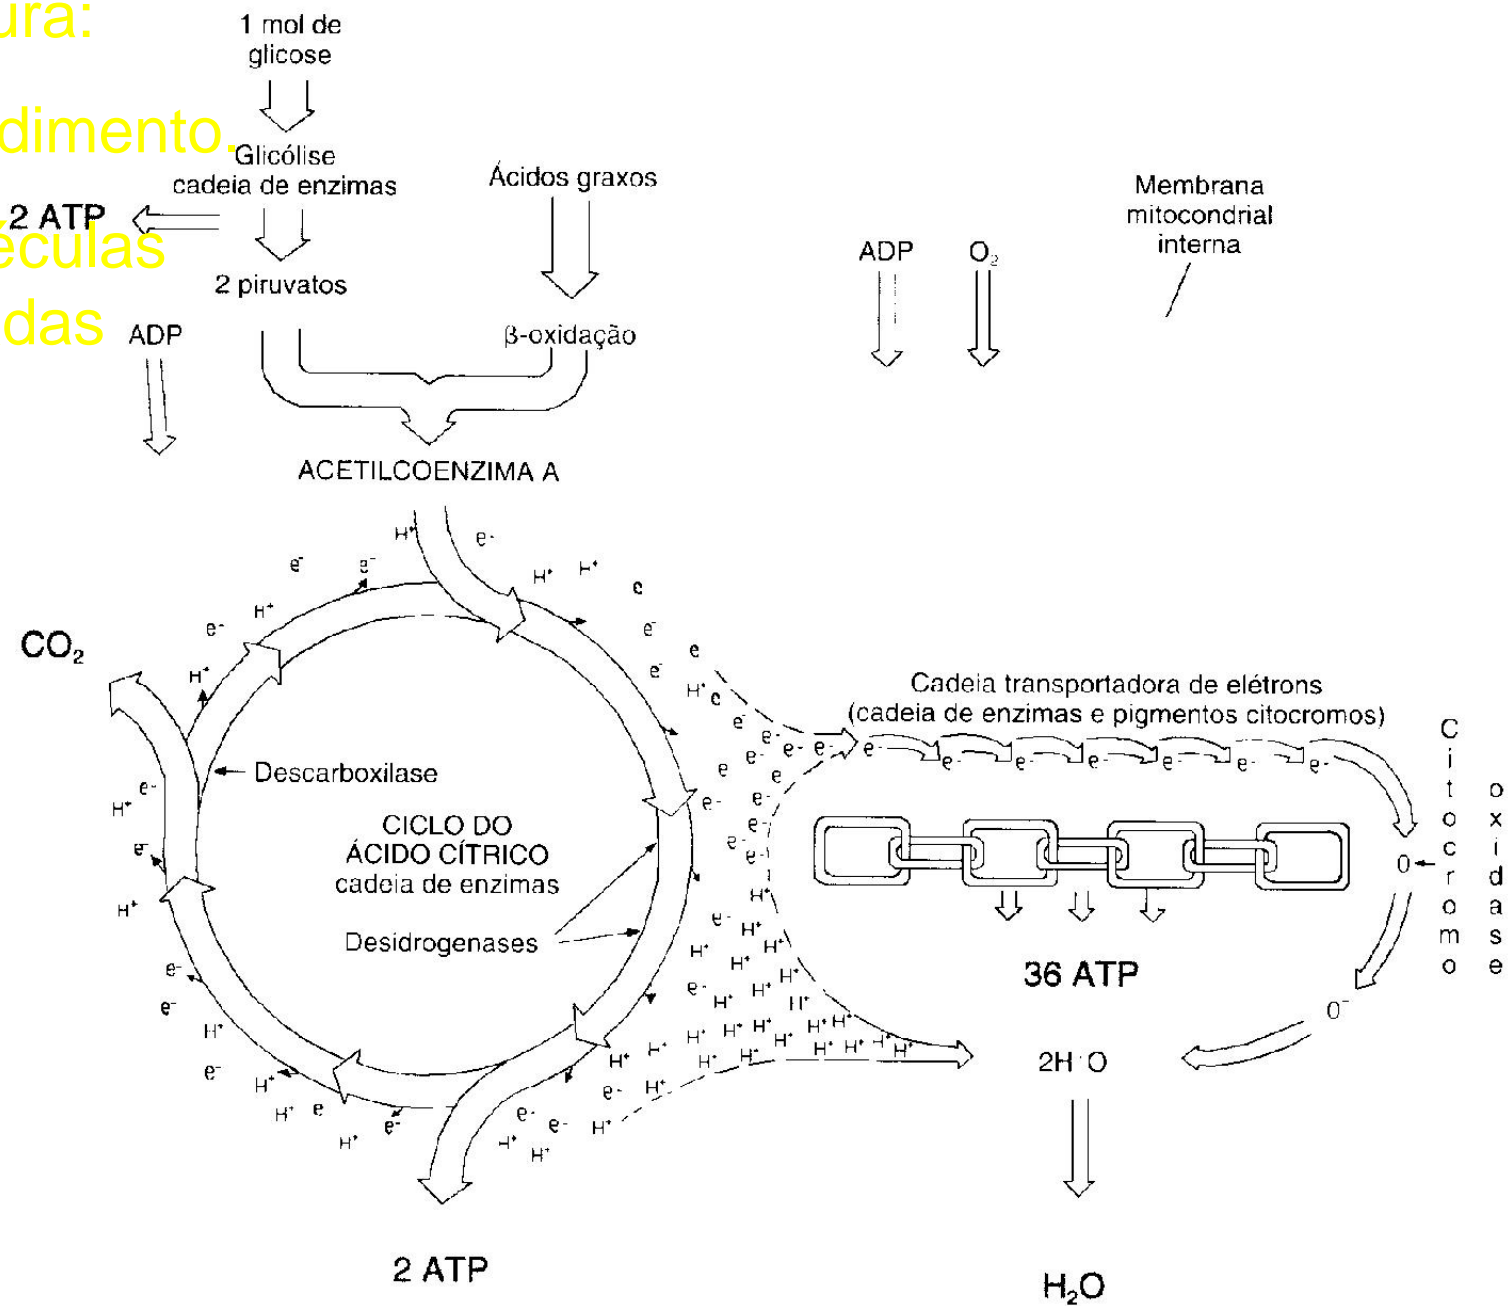 ura:
1 mol de
glicose
dimento.
Glicólise
cadeia de enzimas
Ácidos graxos
Membrana
mitocondrial
interna
2 ATP
éculas
ADP
O₂
2 piruvatos
das
ADP
β-oxidação
ACETILCOENZIMA A
CO₂
Cadeia transportadora de elétrons
(cadeia de enzimas e pigmentos citocromos)
e- e- e- e- e- e- e-
Citocromo
oxidase
Descarboxilase
CICLO DO
ÁCIDO CÍTRICO
cadeia de enzimas
O
Desidrogenases
36 ATP
O⁻
2H O
2 ATP
H₂O